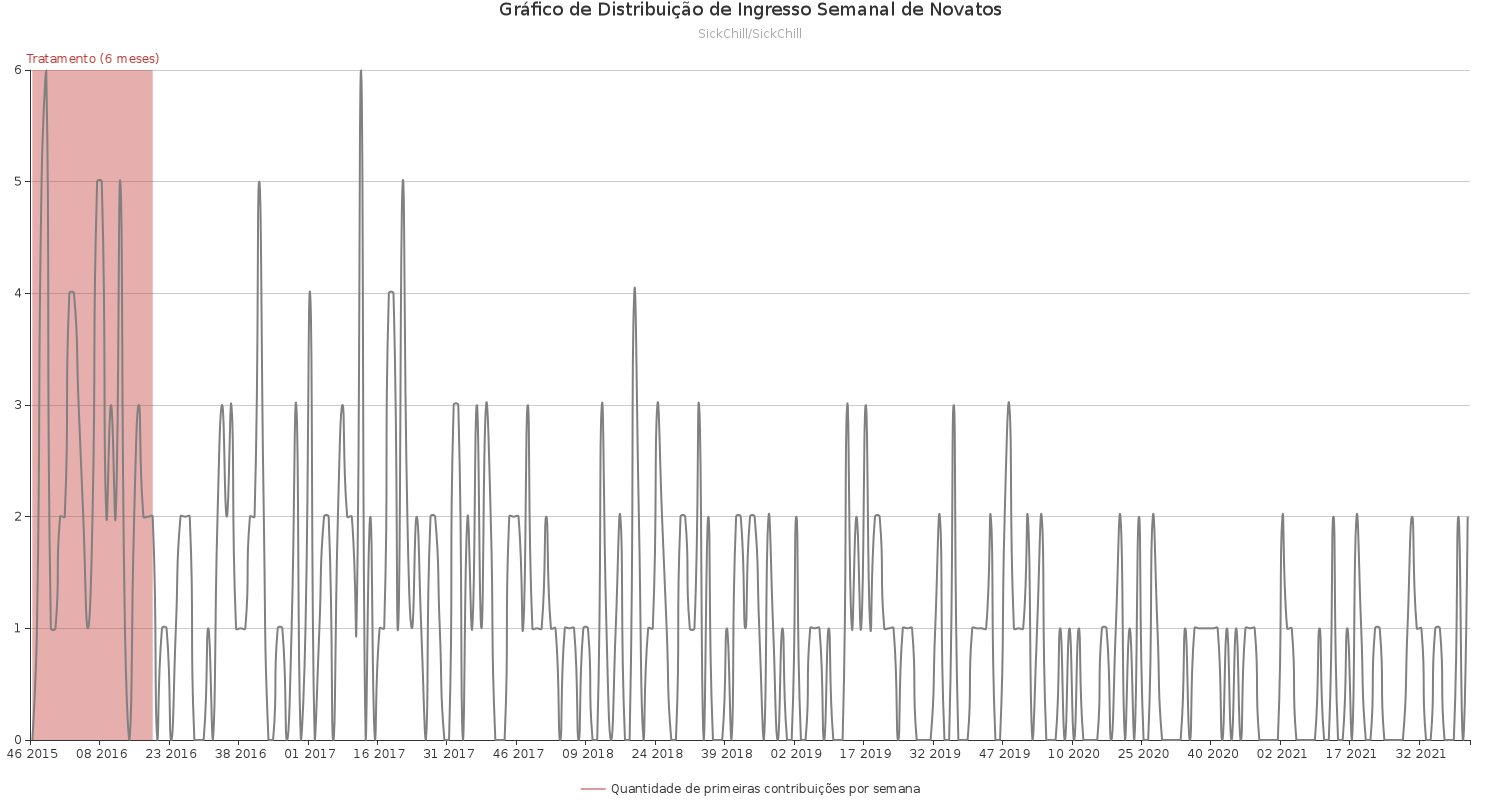 Gráfico de Distribuição de Ingresso Semanal de Novatos
SickChill/SickChill
Tratamento (6 meses)
6
5
4
3
2
1
0
46 2015 08 2016 23 2016 38 2016 01 2017 16 2017 31 2017 46 2017 09 2018 24 2018 39 2018 02 2019 17 2019 32 2019 47 2019 10 2020 25 2020 40 2020 02 2021 17 2021 32 2021
Quantidade de primeiras contribuições por semana